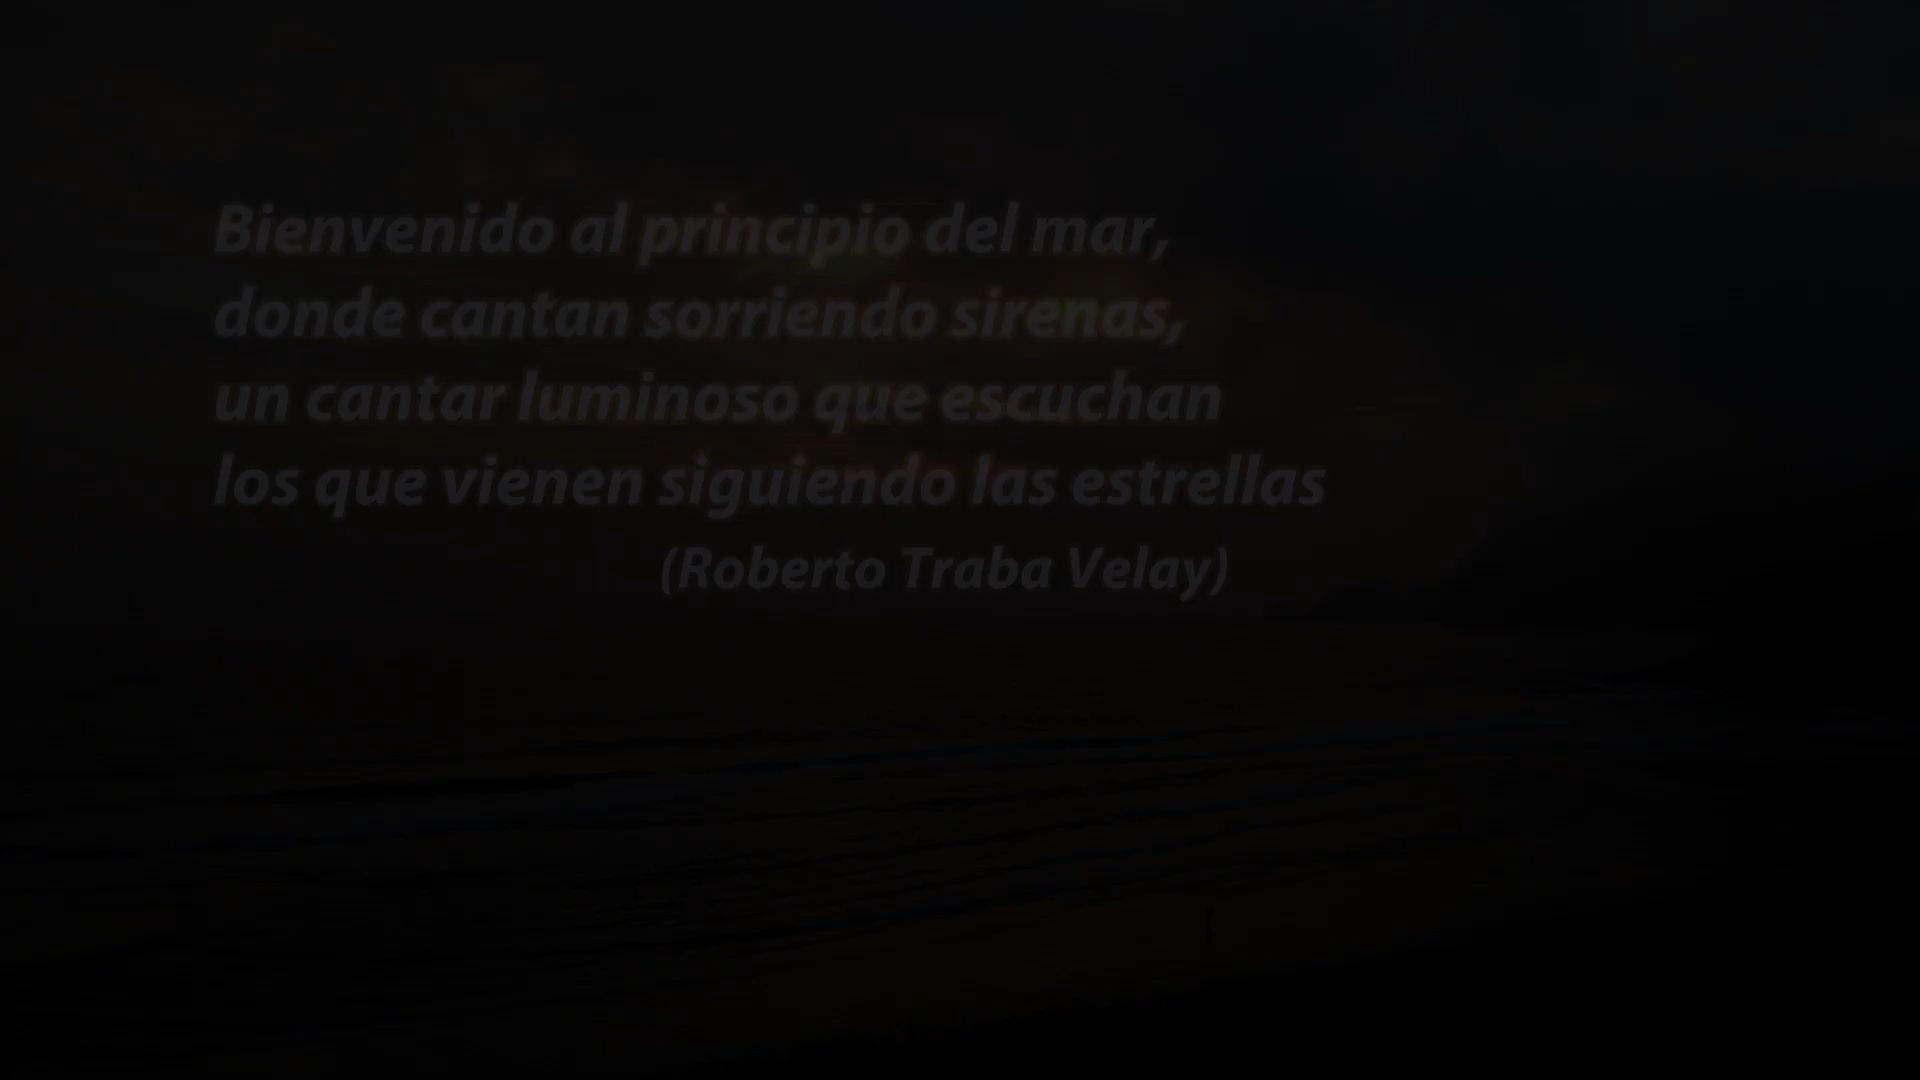 Bienvenido al principio del mar,
donde cantan sorriendo sirenas,
un cantar luminoso que escuchan
los que vienen siguiendo las estrellas
(Roberto Traba Velay)